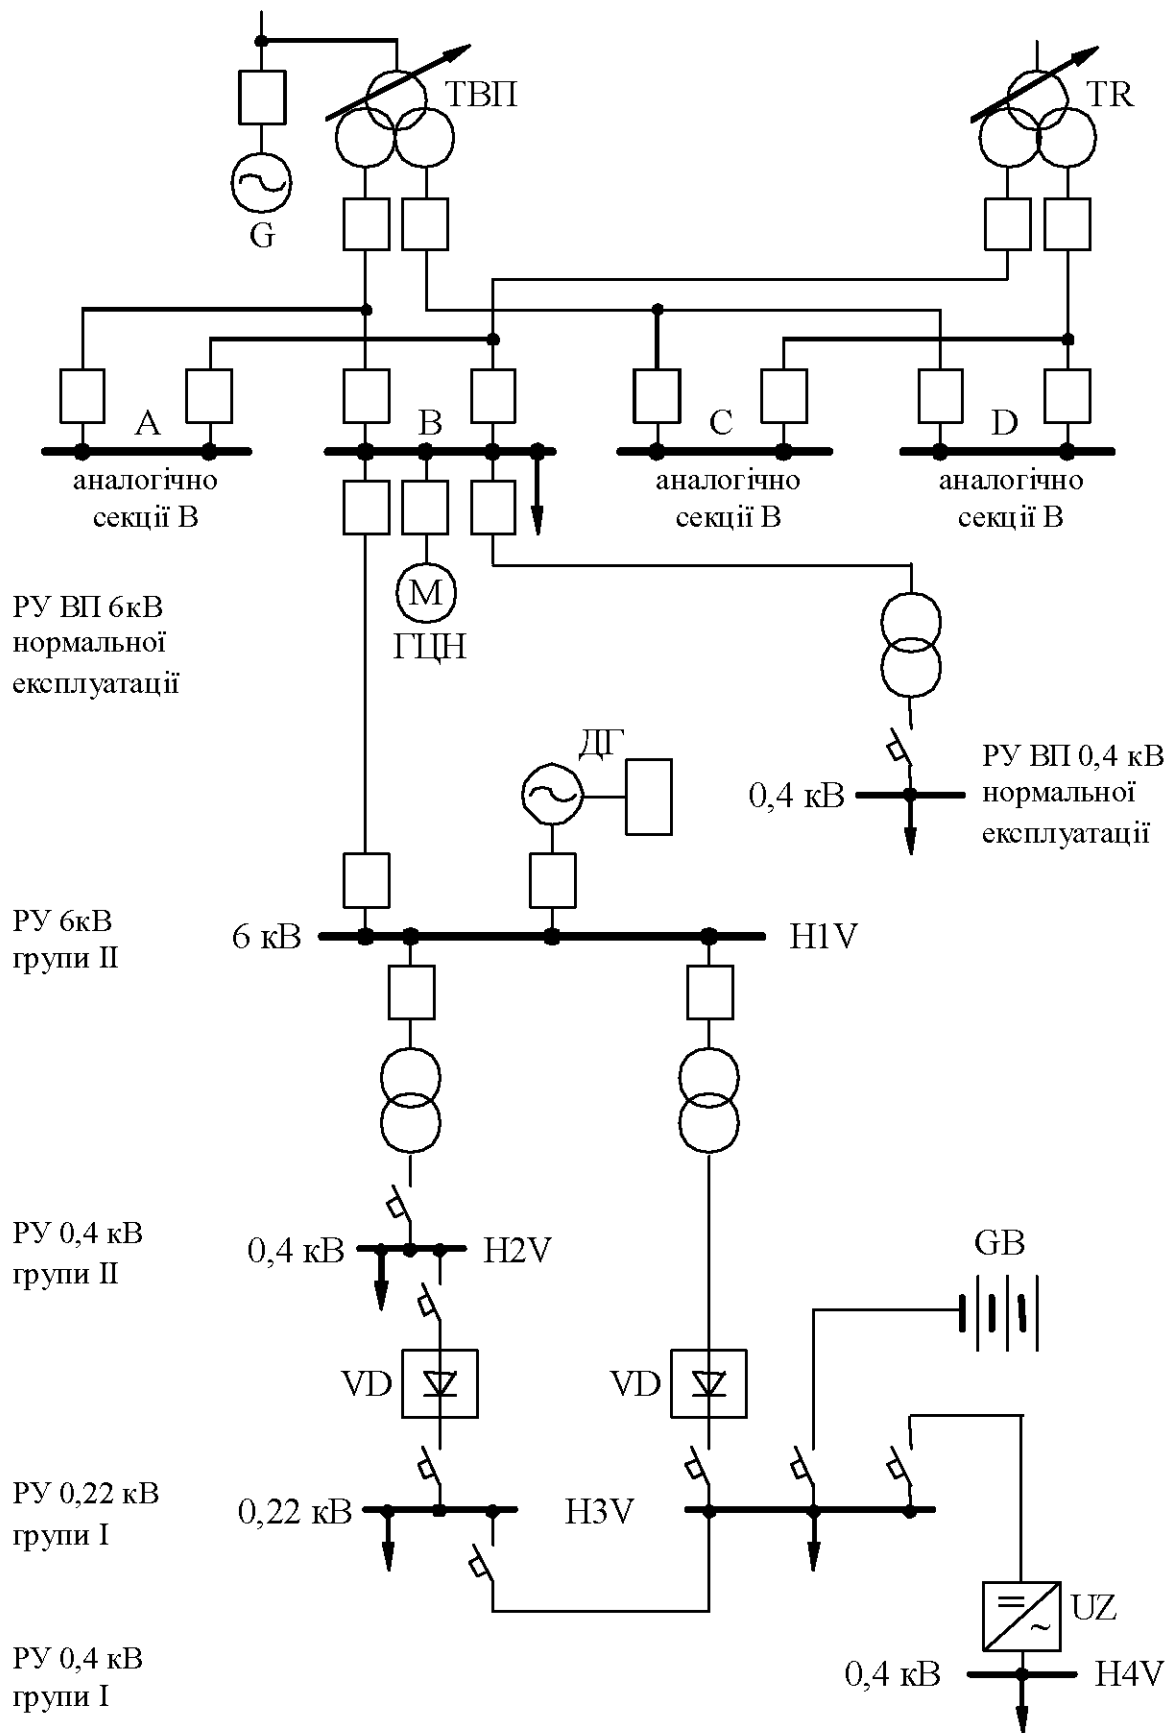 ТВП
TR
G
A
B
C
D
аналогічно
секції В
аналогічно
секції В
аналогічно
секції В
М
ГЦН
РУ ВП 6кВ
нормальної
експлуатації
ДГ
0,4 кВ
РУ ВП 0,4 кВ
нормальної
експлуатації
РУ 6кВ
групи ІІ
6 кВ
H1V
РУ 0,4 кВ
групи ІІ
0,4 кВ
H2V
GB
VD
VD
РУ 0,22 кВ
групи І
0,22 кВ
H3V
=
~
UZ
РУ 0,4 кВ
групи І
0,4 кВ
H4V